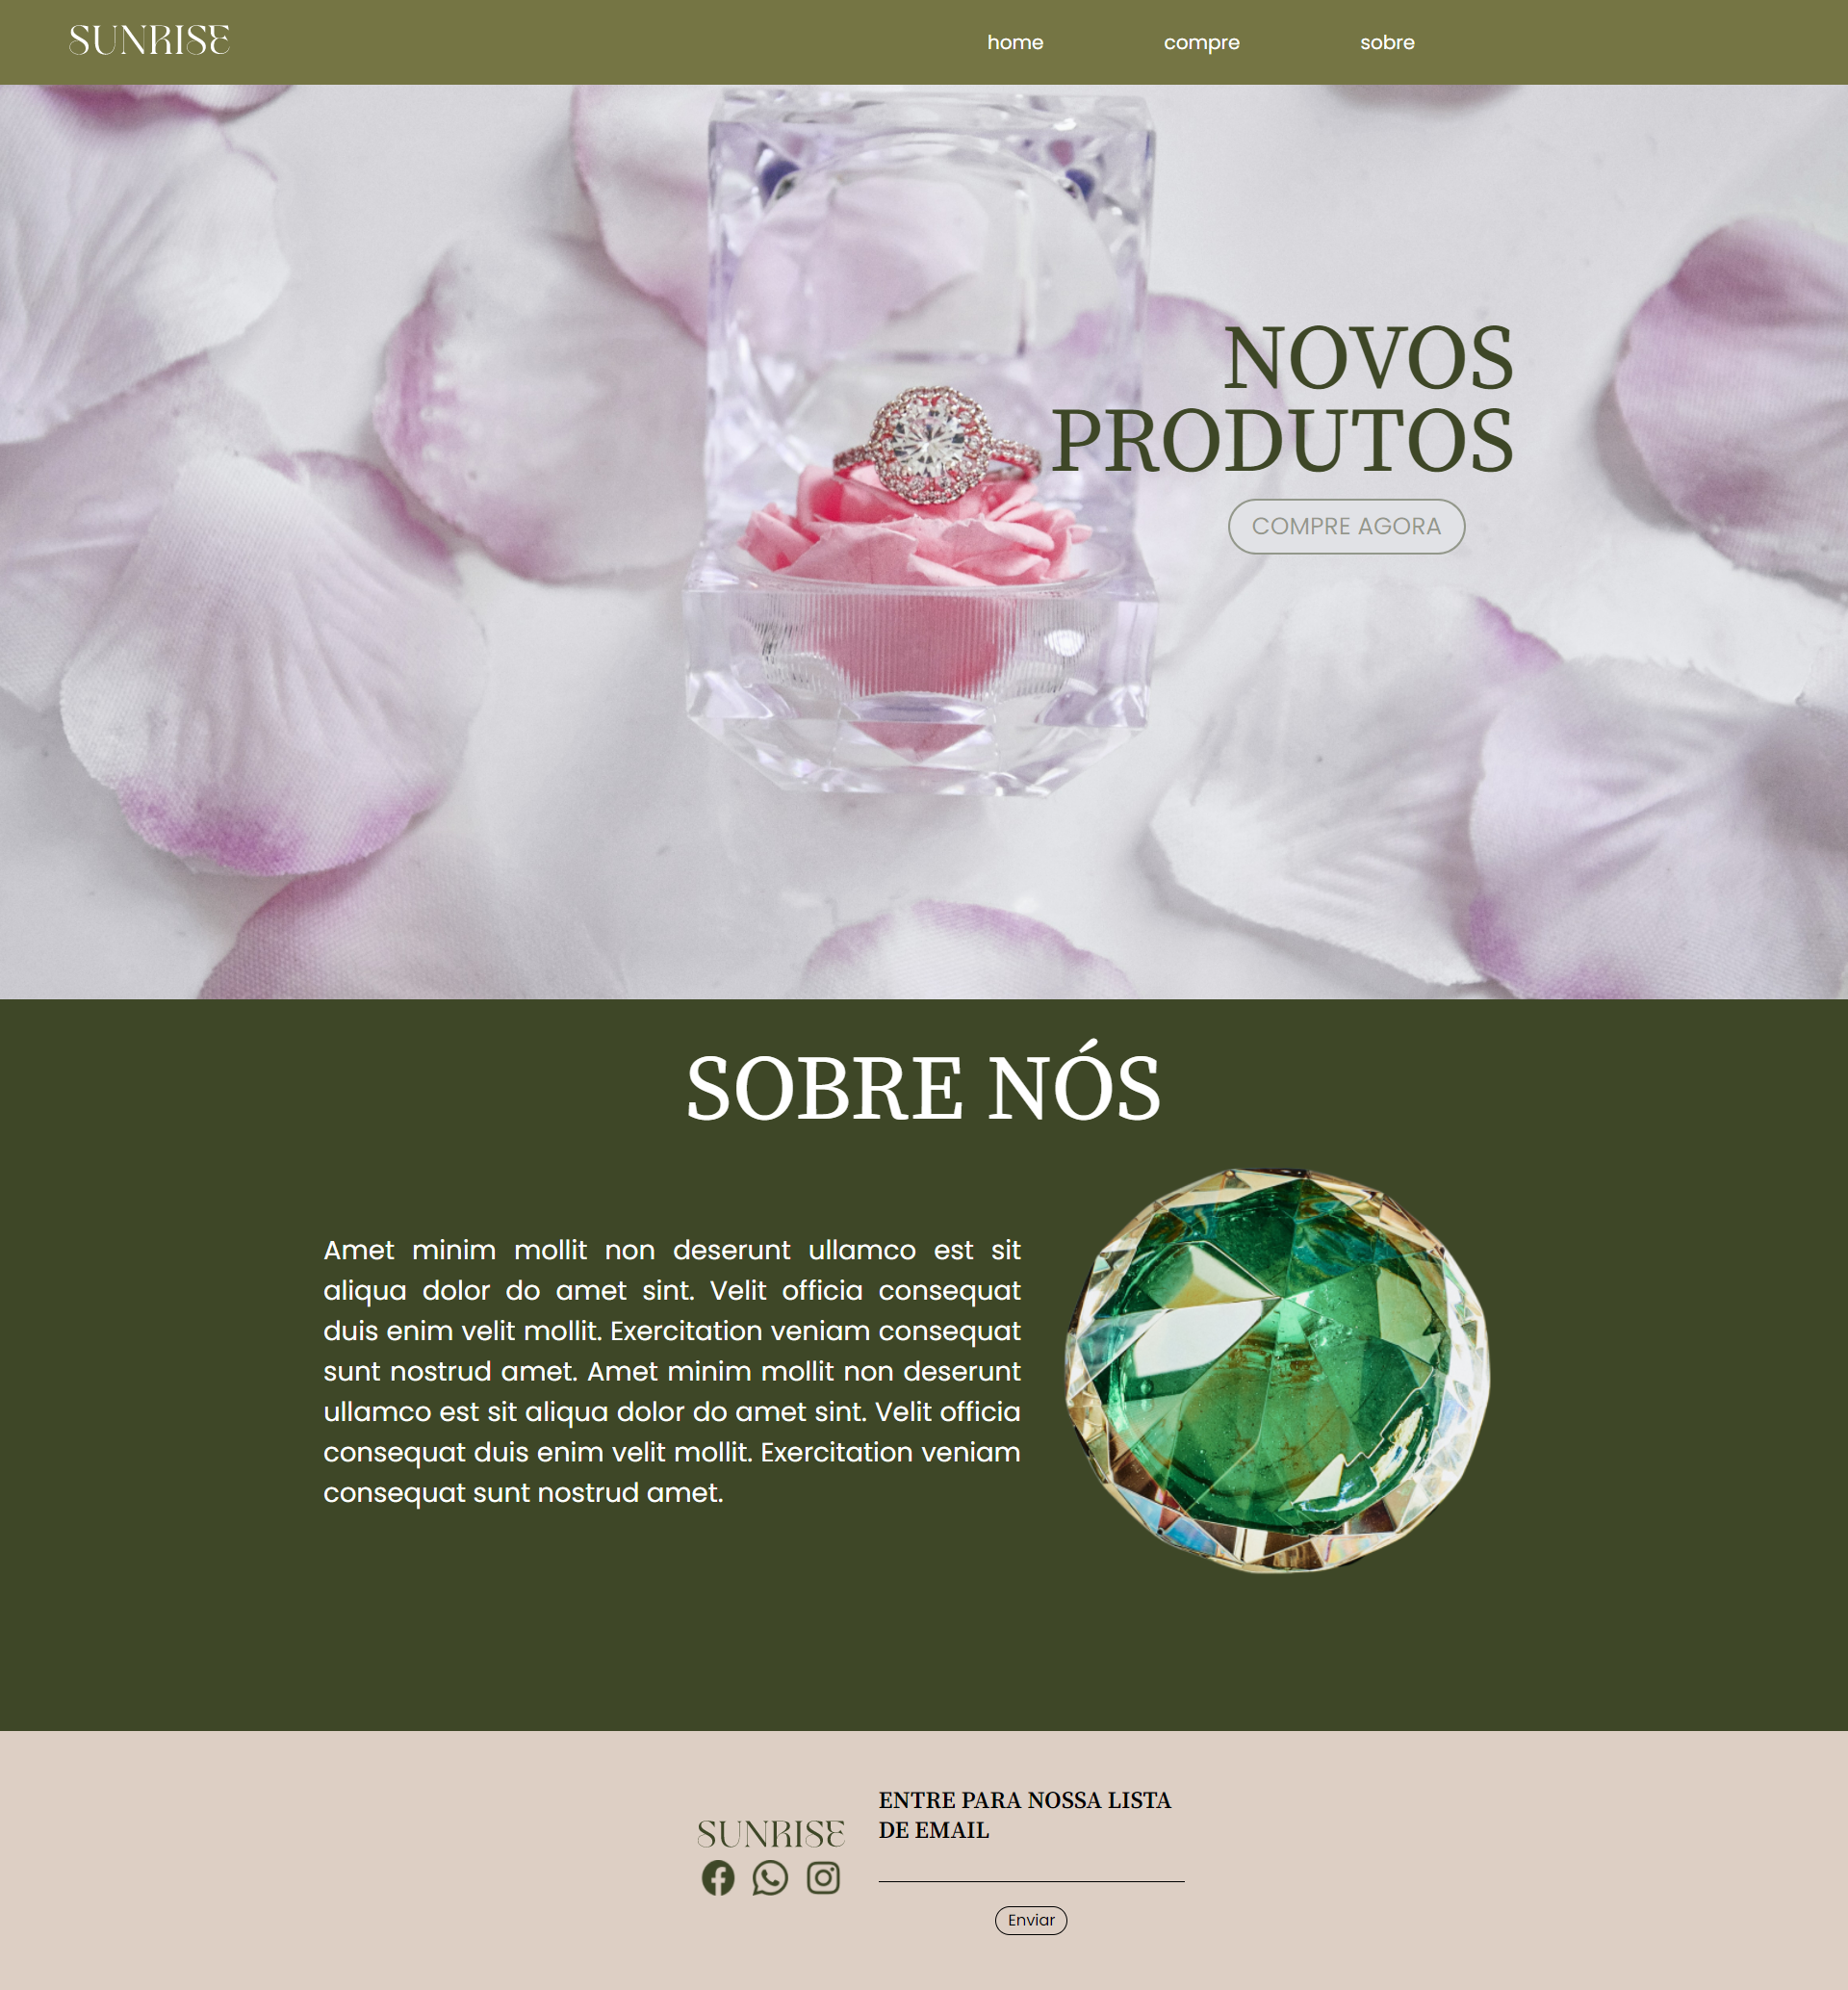 SUNRISE
home compre sobre
NOVOS
PRODUTOS
COMPRE AGORA
SOBRE NÓS
Amet minim mollit non deserunt ullamco est sit
aliqua dolor do amet sint. Velit officia consequat
duis enim velit mollit. Exercitation veniam consequat
sunt nostrud amet. Amet minim mollit non deserunt
ullamco est sit aliqua dolor do amet sint. Velit officia
consequat duis enim velit mollit. Exercitation veniam
consequat sunt nostrud amet.
SUNRISE
ENTRE PARA NOSSA LISTA
DE EMAIL
Enviar